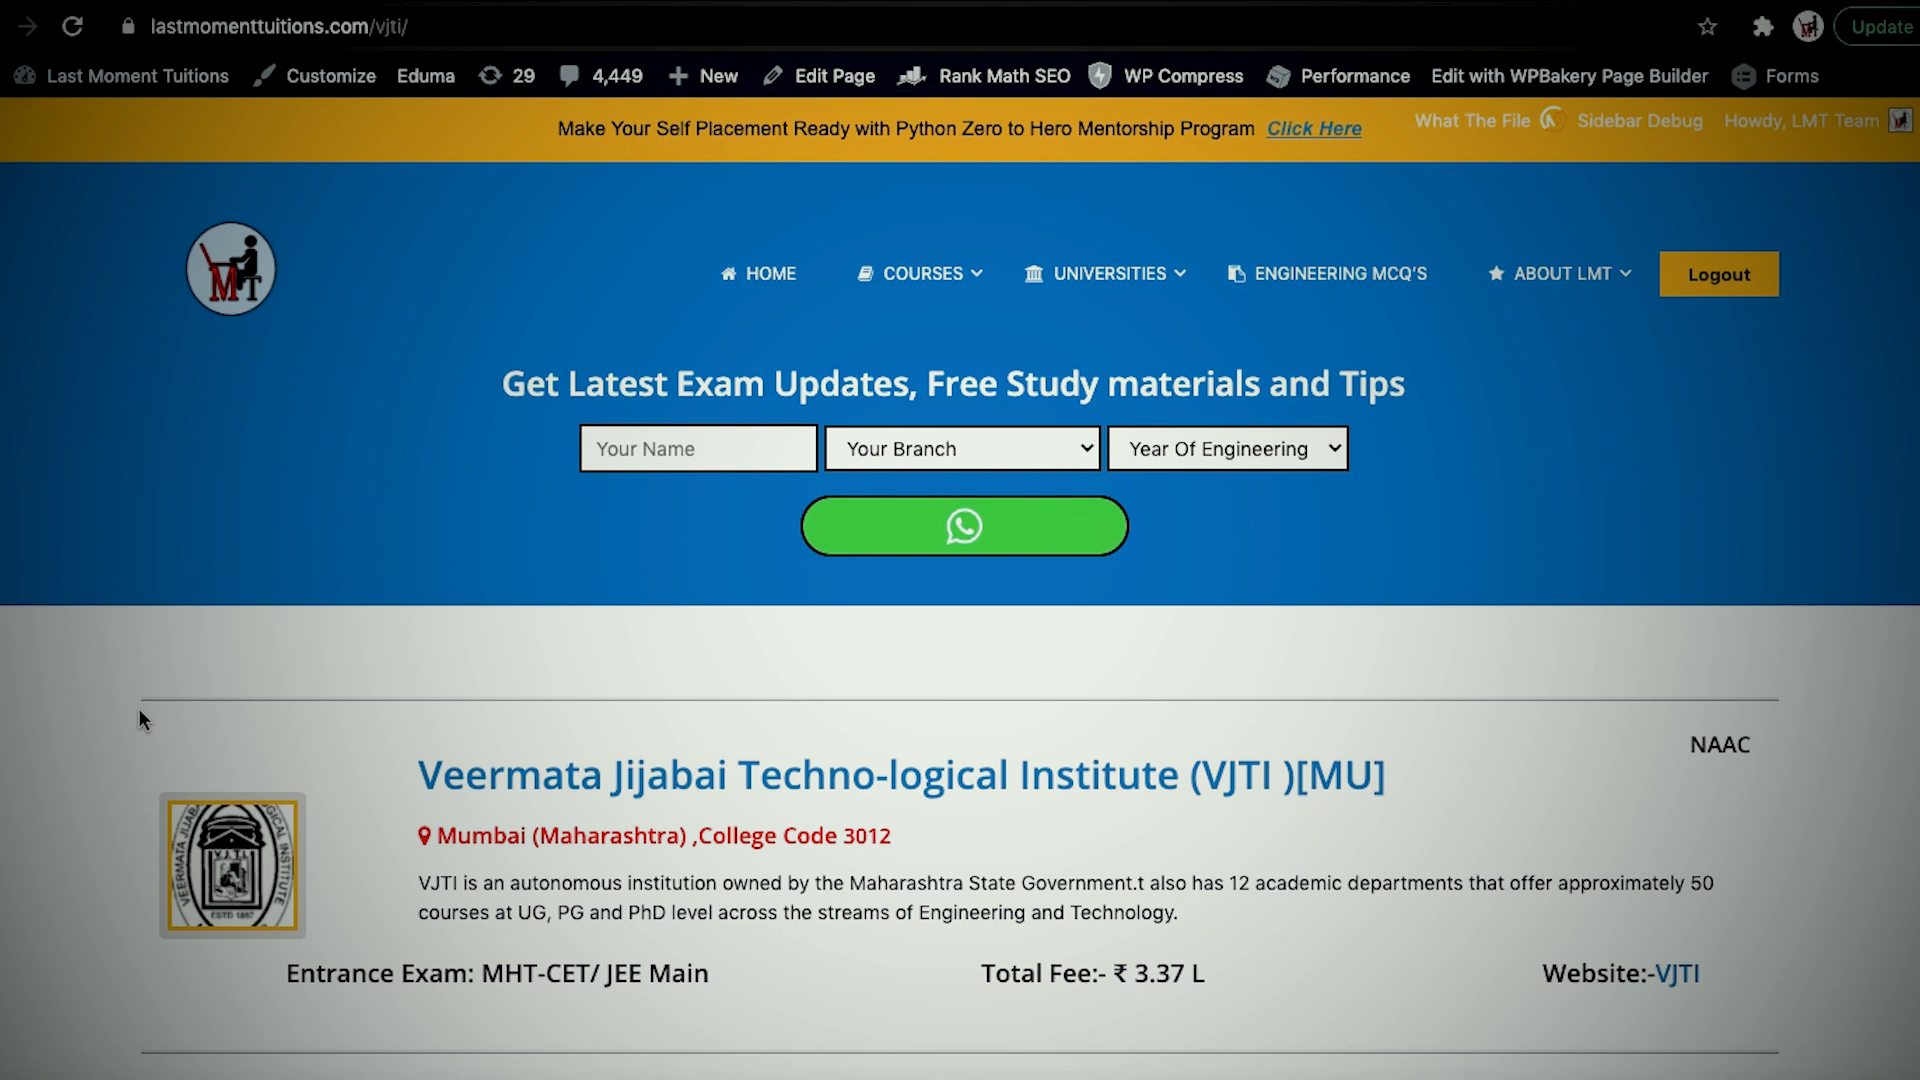 lastmomenttuitions.com/vjti/
Update
Last Moment Tuitions Customize Eduma 29 4,449 New Edit Page Rank Math SEO WP Compress Performance Edit with WPBakery Page Builder Forms
Make Your Self Placement Ready with Python Zero to Hero Mentorship Program Click Here
What The File Sidebar Debug Howdy, LMT Team
MT
HOME COURSES UNIVERSITIES ENGINEERING MCQ'S ABOUT LMT Logout
Get Latest Exam Updates, Free Study materials and Tips
Your Name Your Branch Year Of Engineering
NAAC
Veermata Jijabai Techno-logical Institute (VJTI )[MU]
Mumbai (Maharashtra) ,College Code 3012
VJTI is an autonomous institution owned by the Maharashtra State Government.t also has 12 academic departments that offer approximately 50
courses at UG, PG and PhD level across the streams of Engineering and Technology.
Entrance Exam: MHT-CET/ JEE Main Total Fee:- ₹ 3.37 L Website:-VJTI